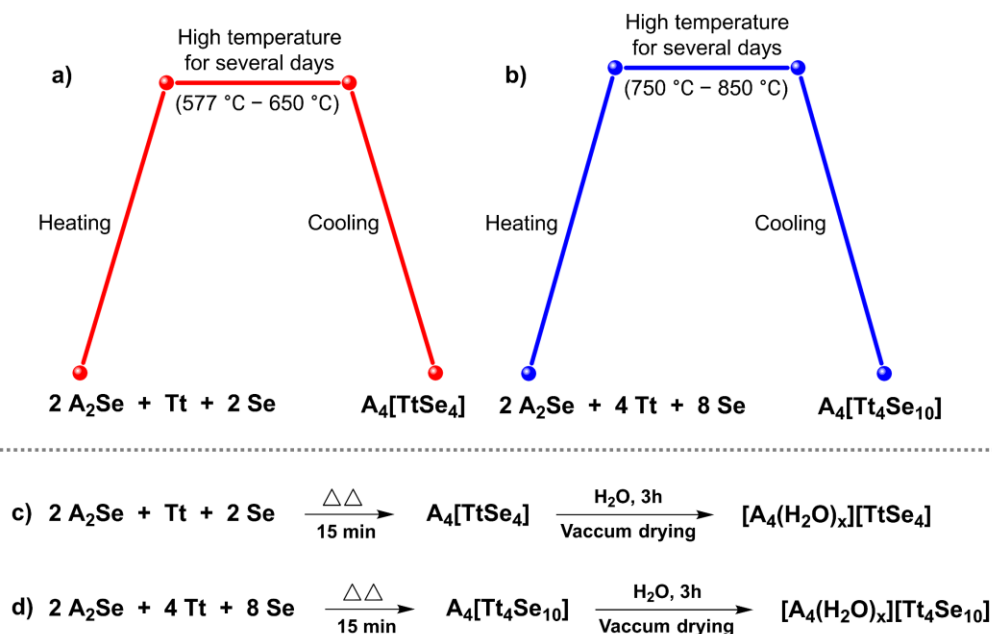 a)
High temperature
for several days
(577 °C – 650 °C)
Heating
Cooling
2 A₂Se + Tt + 2 Se
A₄[TtSe₄]
b)
High temperature
for several days
(750 °C – 850 °C)
Heating
Cooling
2 A₂Se + 4 Tt + 8 Se
A₄[Tt₄Se₁₀]
c) 2 A₂Se + Tt + 2 Se △△ 15 min A₄[TtSe₄] H₂O, 3h Vaccum drying [A₄(H₂O)ₓ][TtSe₄]
d) 2 A₂Se + 4 Tt + 8 Se △△ 15 min A₄[Tt₄Se₁₀] H₂O, 3h Vaccum drying [A₄(H₂O)ₓ][Tt₄Se₁₀]